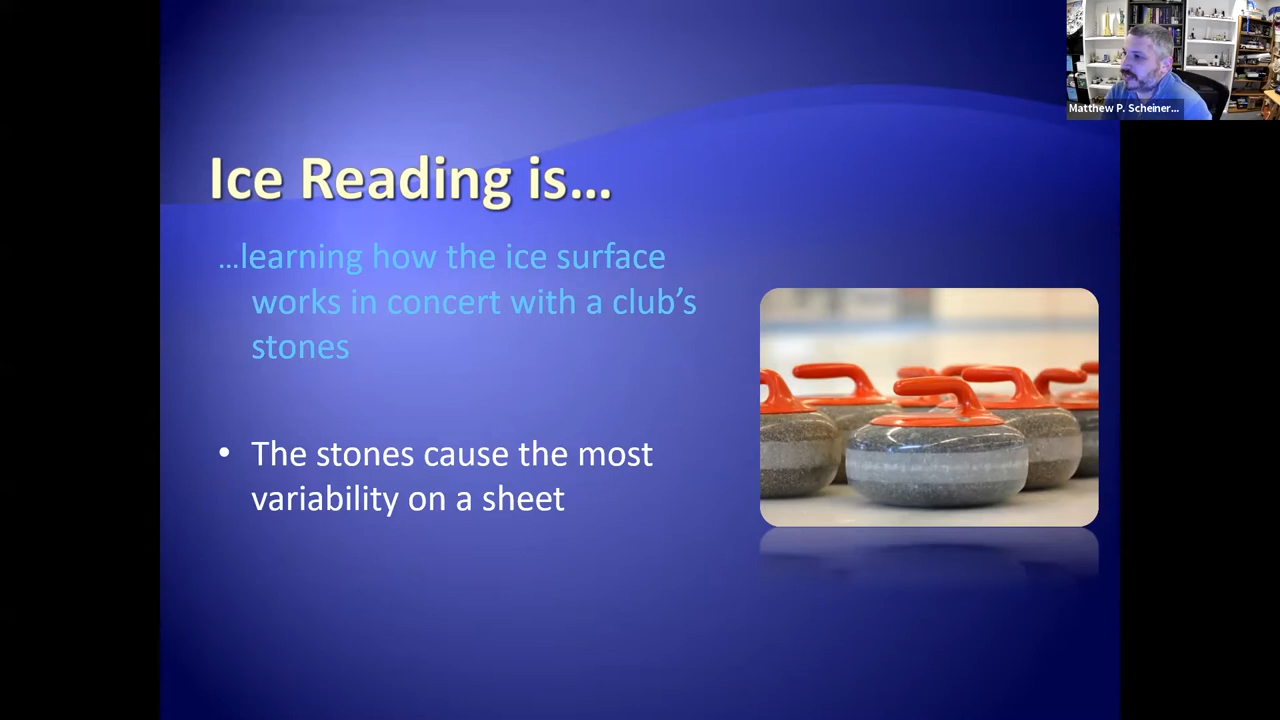 Matthew P. Scheiner...
Ice Reading is...
...learning how the ice surface
works in concert with a club's
stones
• The stones cause the most
variability on a sheet